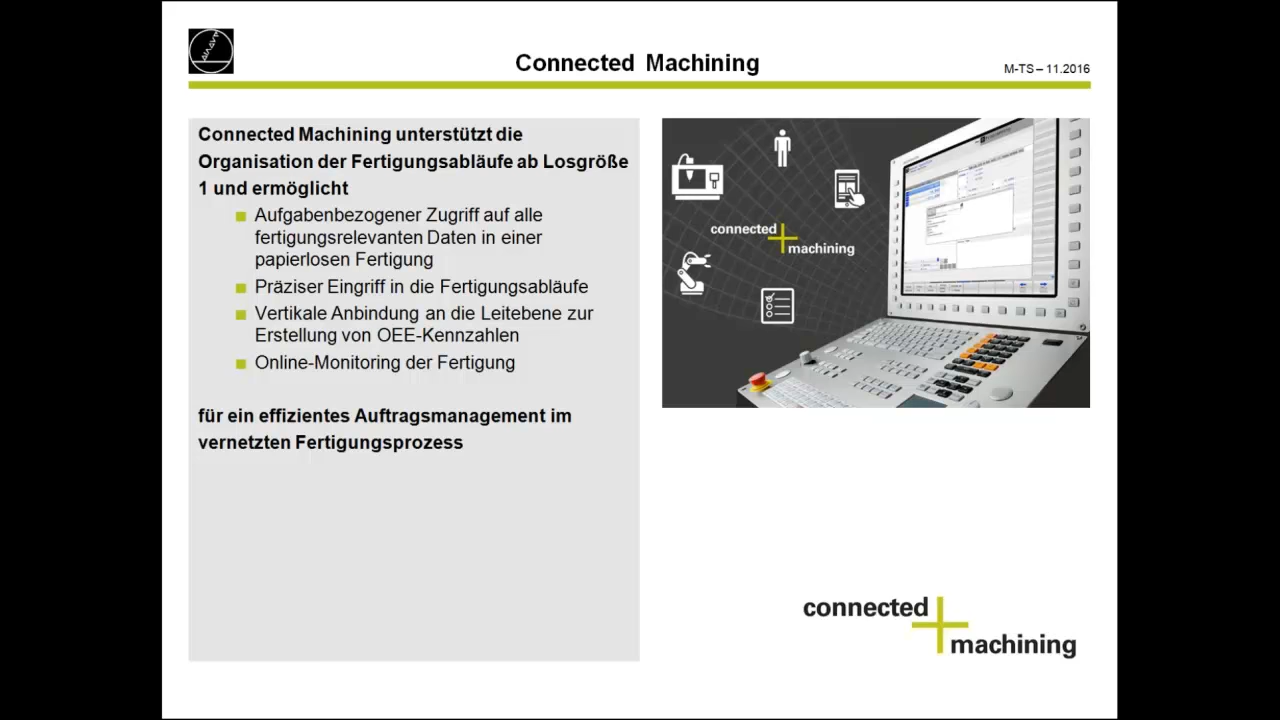 Connected Machining
M-TS – 11.2016
Connected Machining unterstützt die
Organisation der Fertigungsabläufe ab Losgröße
1 und ermöglicht
Aufgabenbezogener Zugriff auf alle
fertigungsrelevanten Daten in einer
papierlosen Fertigung
Präziser Eingriff in die Fertigungsabläufe
Vertikale Anbindung an die Leitebene zur
Erstellung von OEE-Kennzahlen
Online-Monitoring der Fertigung
für ein effizientes Auftragsmanagement im
vernetzten Fertigungsprozess
connected
machining
connected
machining